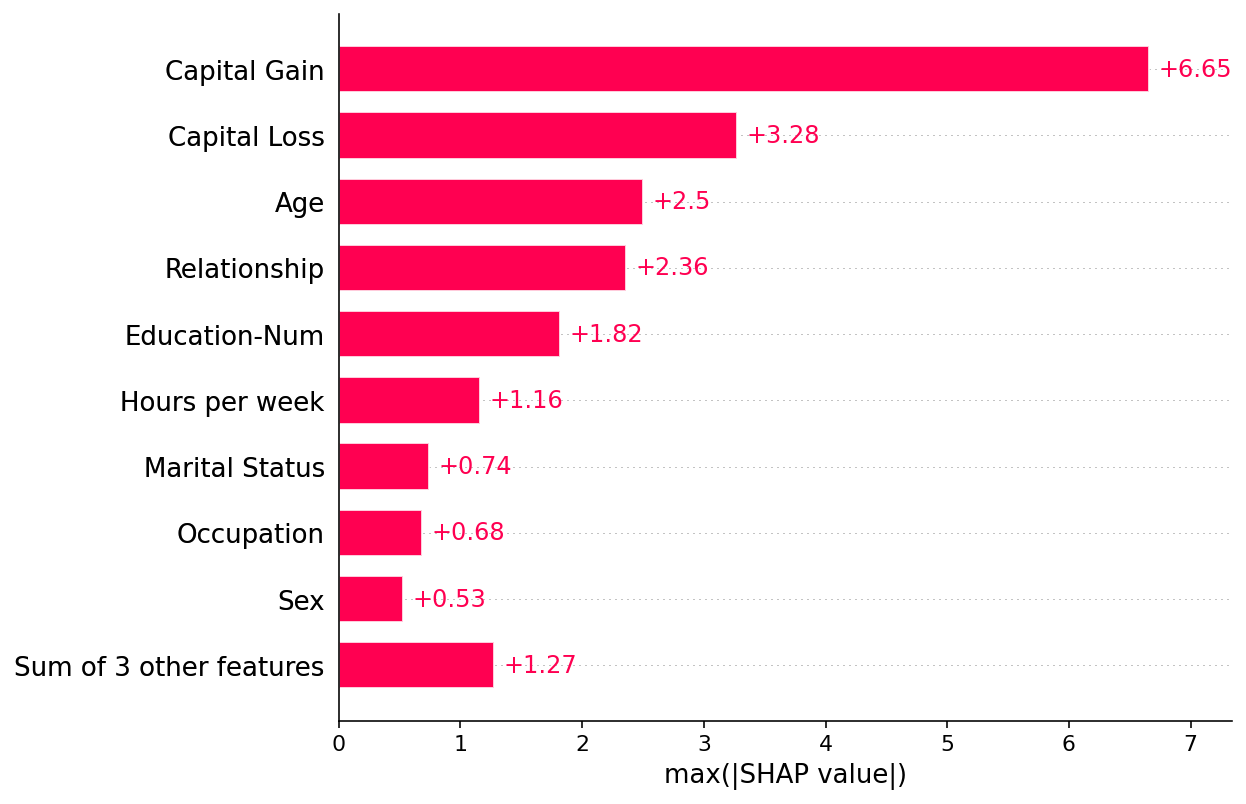 Capital Gain +6.65
Capital Loss +3.28
Age +2.5
Relationship +2.36
Education-Num +1.82
Hours per week +1.16
Marital Status +0.74
Occupation +0.68
Sex +0.53
Sum of 3 other features +1.27
0 1 2 3 4 5 6 7
max(|SHAP value|)